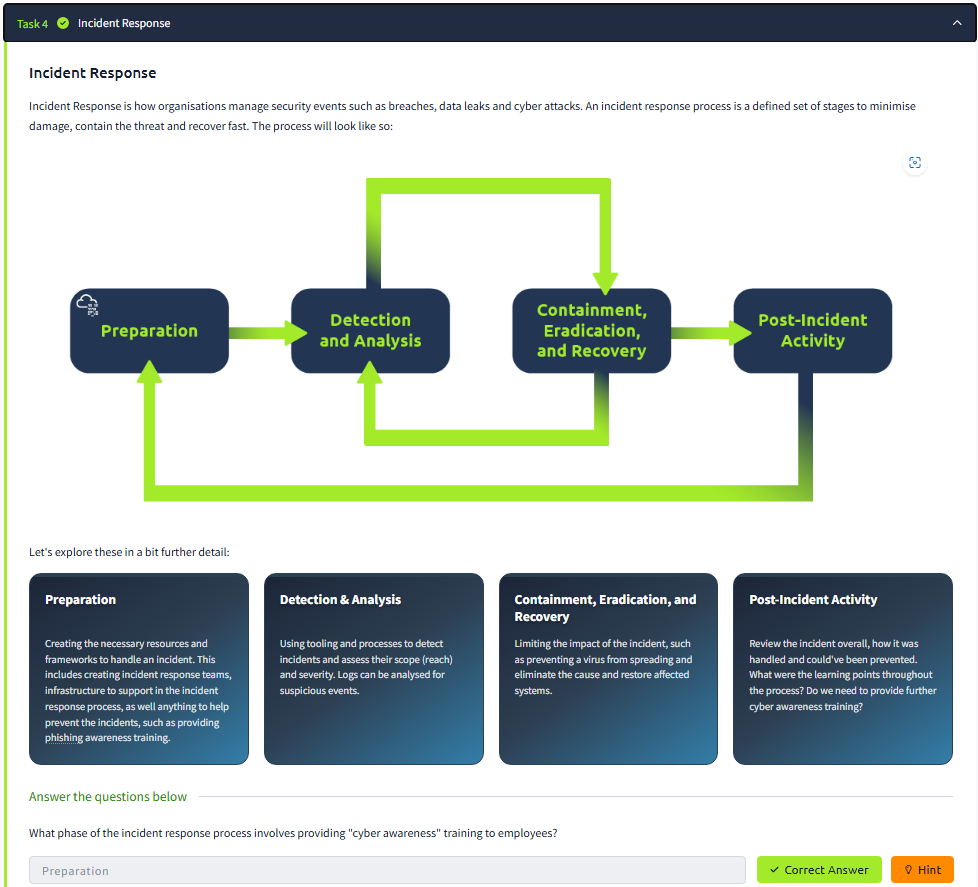 Task 4 Incident Response
Incident Response
Incident Response is how organisations manage security events such as breaches, data leaks and cyber attacks. An incident response process is a defined set of stages to minimise
damage, contain the threat and recover fast. The process will look like so:
Preparation
Detection
and Analysis
Containment,
Eradication,
and Recovery
Post-Incident
Activity
Let's explore these in a bit further detail:
Preparation
Creating the necessary resources and
frameworks to handle an incident. This
includes creating incident response teams,
infrastructure to support in the incident
response process, as well anything to help
prevent the incidents, such as providing
phishing awareness training.
Detection & Analysis
Using tooling and processes to detect
incidents and assess their scope (reach)
and severity. Logs can be analysed for
suspicious events.
Containment, Eradication, and
Recovery
Limiting the impact of the incident, such
as preventing a virus from spreading and
eliminate the cause and restore affected
systems.
Post-Incident Activity
Review the incident overall, how it was
handled and could've been prevented.
What were the learning points throughout
the process? Do we need to provide further
cyber awareness training?
Answer the questions below
What phase of the incident response process involves providing "cyber awareness" training to employees?
Preparation
Correct Answer
Hint